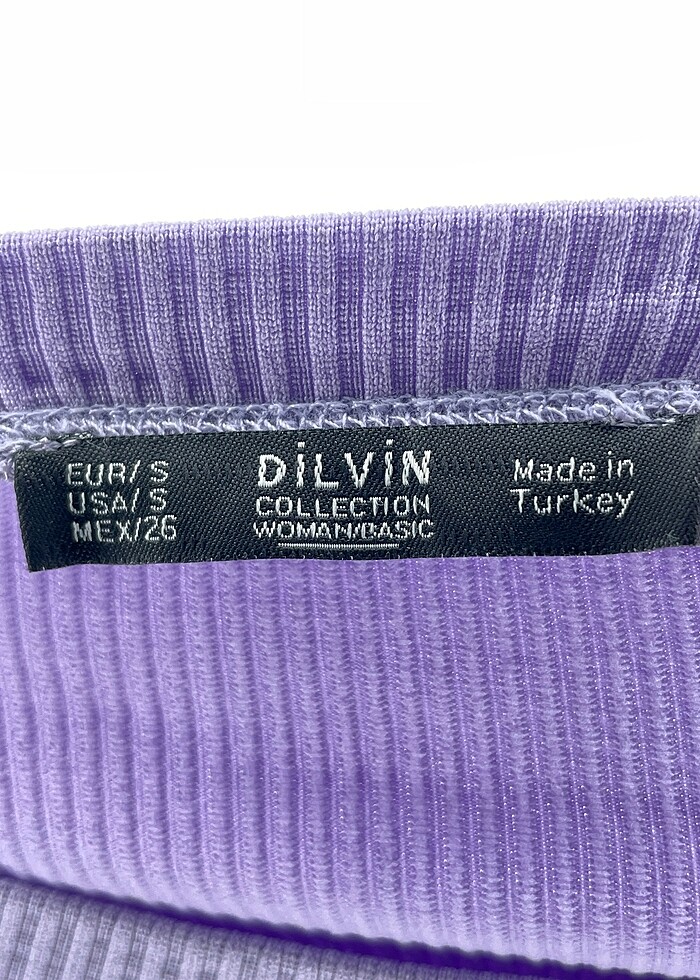 EUR/ S
USA/ S
MEX/26
DiLViN
COLLECTION
WOMAN/BASIC
Made in
Turkey